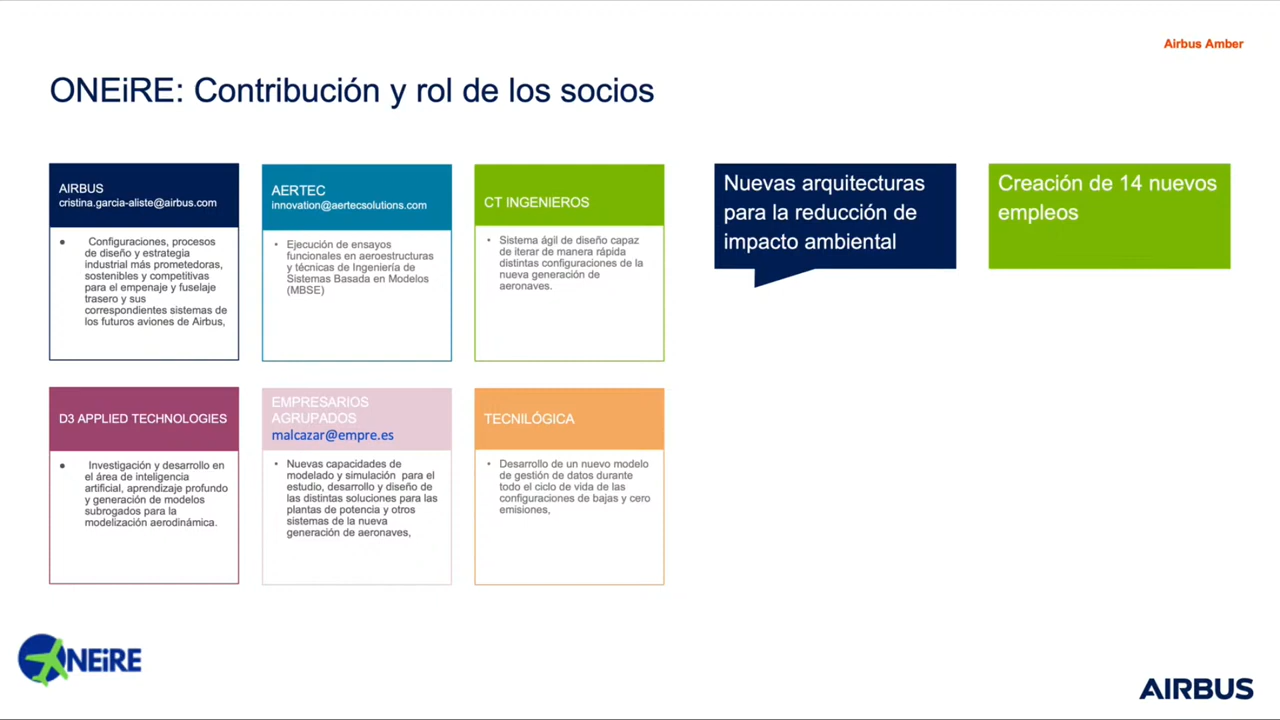 Airbus Amber
ONEiRE: Contribución y rol de los socios
AIRBUS
cristina.garcia-aliste@airbus.com
• Configuraciones, procesos
de diseño y estrategia
industrial más prometedoras,
sostenibles y competitivas
para el empenaje y fuselaje
trasero y sus
correspondientes sistemas de
los futuros aviones de Airbus,
AERTEC
innovation@aertecsolutions.com
• Ejecución de ensayos
funcionales en aeroestructuras
y técnicas de Ingeniería de
Sistemas Basada en Modelos
(MBSE)
CT INGENIEROS
• Sistema ágil de diseño capaz
de iterar de manera rápida
distintas configuraciones de la
nueva generación de
aeronaves.
Nuevas arquitecturas
para la reducción de
impacto ambiental
Creación de 14 nuevos
empleos
D3 APPLIED TECHNOLOGIES
• Investigación y desarrollo en
el área de inteligencia
artificial, aprendizaje profundo
y generación de modelos
subrogados para la
modelización aerodinámica.
EMPRESARIOS
AGRUPADOS
malcazar@empre.es
• Nuevas capacidades de
modelado y simulación para el
estudio, desarrollo y diseño de
las distintas soluciones para las
plantas de potencia y otros
sistemas de la nueva
generación de aeronaves,
TECNILÓGICA
• Desarrollo de un nuevo modelo
de gestión de datos durante
todo el ciclo de vida de las
configuraciones de bajas y cero
emisiones,
NEiRE
AIRBUS